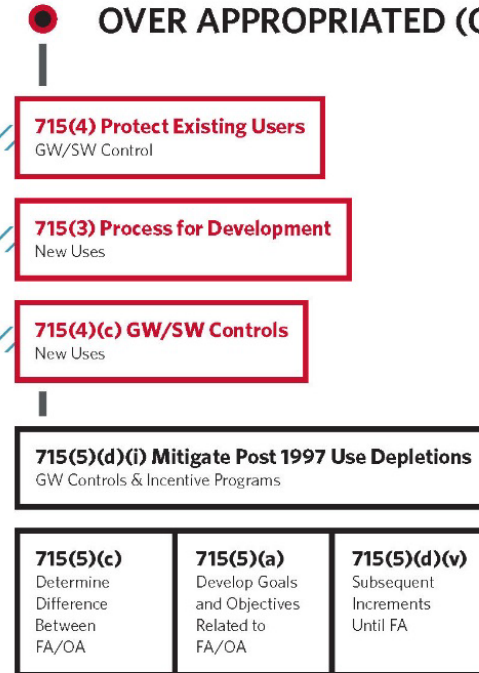 OVER APPROPRIATED (
715(4) Protect Existing Users
GW/SW Control
715(3) Process for Development
New Uses
715(4)(c) GW/SW Controls
New Uses
715(5)(d)(i) Mitigate Post 1997 Use Depletions
GW Controls & Incentive Programs
715(5)(c)
Determine
Difference
Between
FA/OA
715(5)(a)
Develop Goals
and Objectives
Related to
FA/OA
715(5)(d)(v)
Subsequent
Increments
Until FA